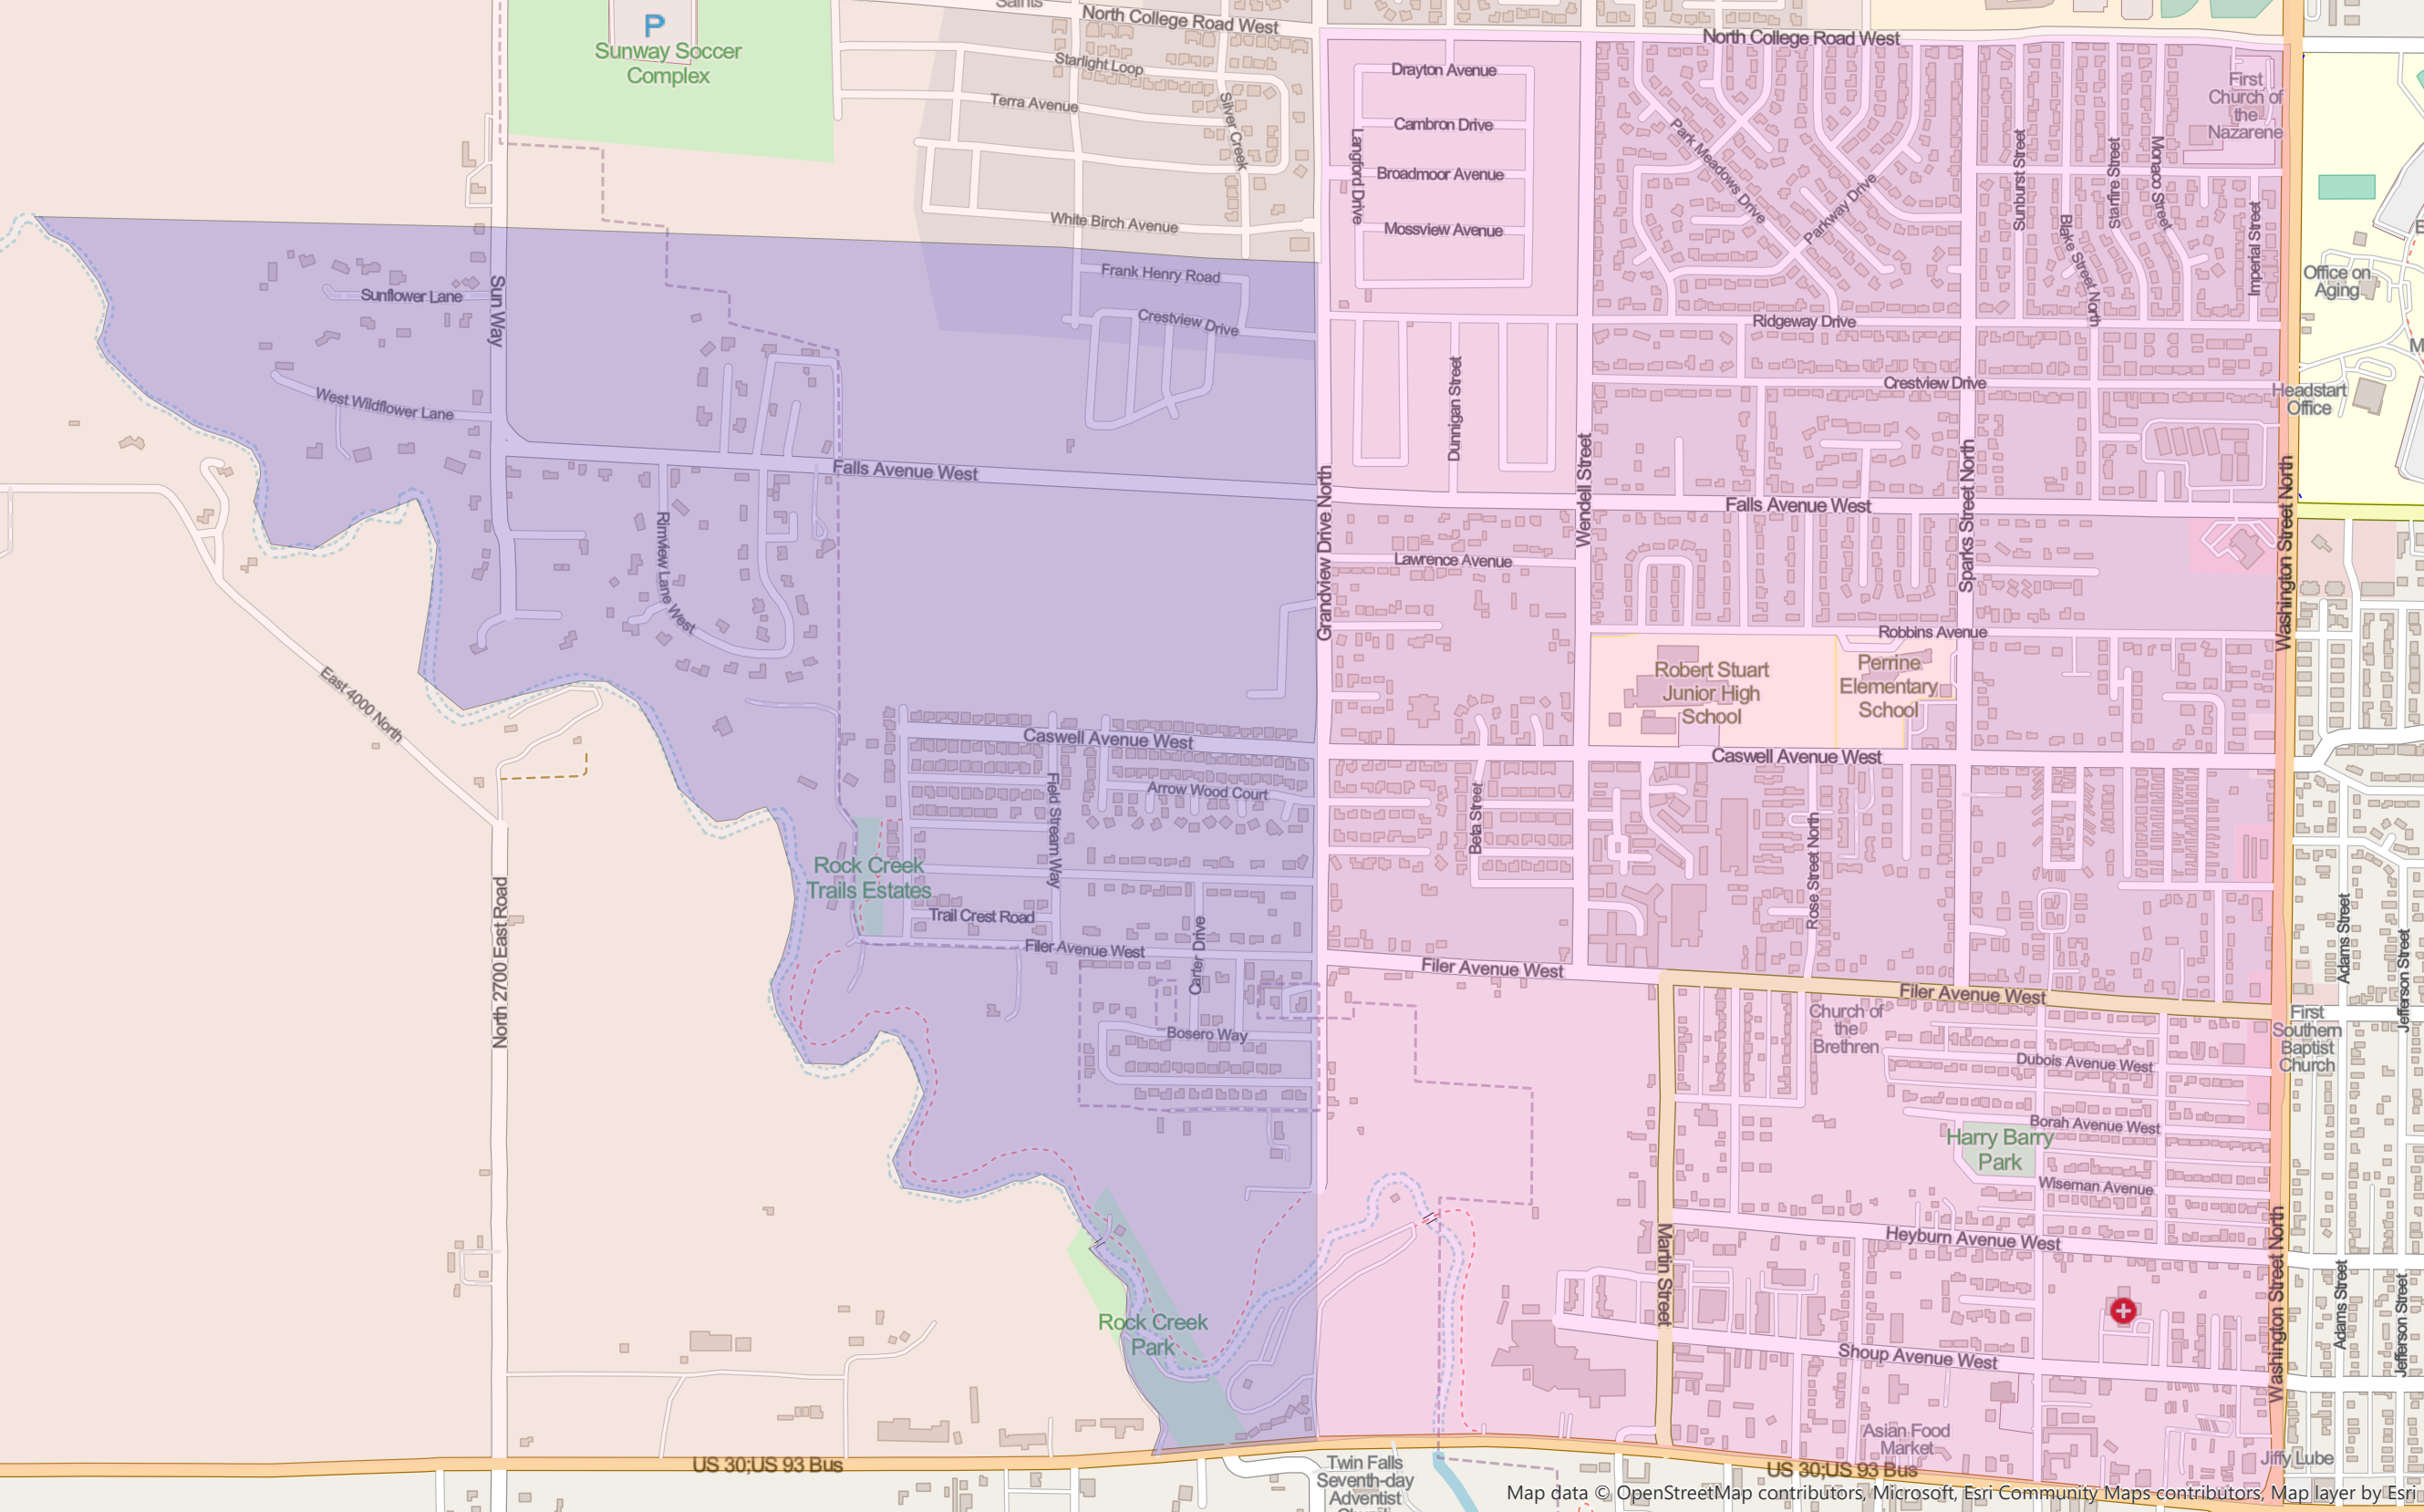 Saints
North College Road West
P
Sunway Soccer
Complex
Starlight Loop
Terra Avenue
Silver Creek
White Birch Avenue
North College Road West
Drayton Avenue
Cambron Drive
Langford Drive
Broadmoor Avenue
Mossview Avenue
Park Meadows Drive
Parkway Drive
Sunburst Street
Blake Street North
Starfire Street
Monaco Street
Imperial Street
First
Church of
the
Nazarene
Office on
Aging
Headstart
Office
Sunflower Lane
Sun Way
West Wildflower Lane
Frank Henry Road
Crestview Drive
Ridgeway Drive
Crestview Drive
Dunnigan Street
Falls Avenue West
Falls Avenue West
Wendell Street
Sparks Street North
Washington Street North
Grandview Drive North
Rimview Lane West
Lawrence Avenue
Robbins Avenue
Robert Stuart
Junior High
School
Perrine
Elementary
School
East 4000 North
Caswell Avenue West
Caswell Avenue West
Field Stream Way
Arrow Wood Court
Beta Street
Rose Street North
Rock Creek
Trails Estates
Trail Crest Road
Filer Avenue West
Carter Drive
Bosero Way
Filer Avenue West
Filer Avenue West
North 2700 East Road
Adams Street
Jefferson Street
First
Southern
Baptist
Church
Church of
the
Brethren
Dubois Avenue West
Borah Avenue West
Harry Barry
Park
Wiseman Avenue
Heyburn Avenue West
Martin Street
Washington Street North
Adams Street
Jefferson Street
Rock Creek
Park
Shoup Avenue West
Asian Food
Market
Jiffy Lube
US 30;US 93 Bus
US 30;US 93 Bus
Twin Falls
Seventh-day
Adventist
Church
Map data © OpenStreetMap contributors, Microsoft, Esri Community Maps contributors, Map layer by Esri